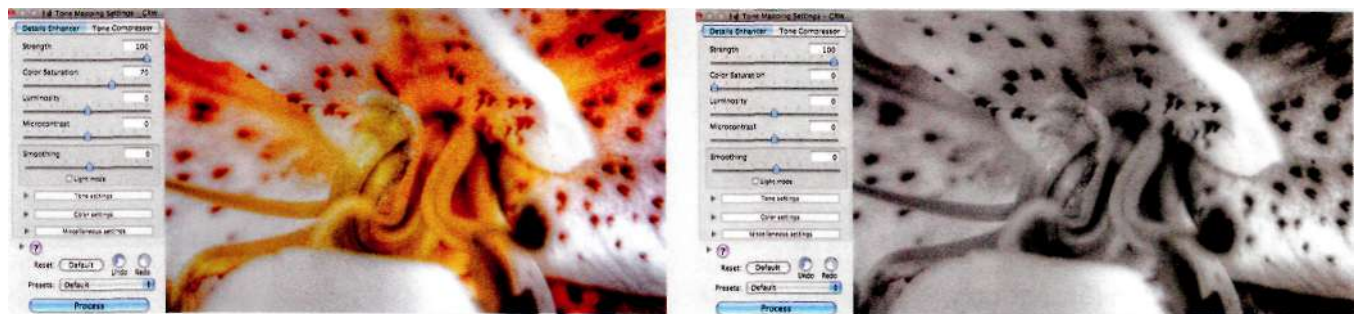 Tone Mapping Settings - CRW
Details Enhancer Tone Compressor
Strength 100
Color Saturation 70
Luminosity 0
Microcontrast 0
Smoothing 0
Light mode
Tone settings
Color settings
Miscellaneous settings
?
Reset: Default Undo Redo
Presets: Default
Process
Tone Mapping Settings - CRW
Details Enhancer Tone Compressor
Strength 100
Color Saturation 0
Luminosity 0
Microcontrast 0
Smoothing 0
Light mode
Tone settings
Color settings
Miscellaneous settings
?
Reset: Default Undo Redo
Presets: Default
Process